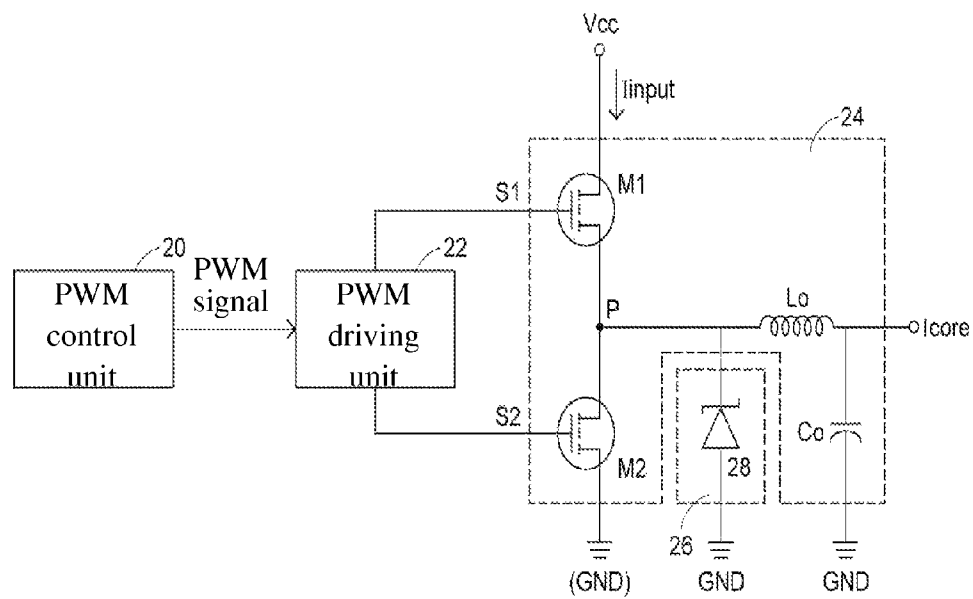 Vcc
Iinput
24
S1
M1
20
22
PWM
control
unit
PWM
signal
PWM
driving
unit
P
Lo
Icore
S2
M2
28
Co
26
(GND)
GND
GND